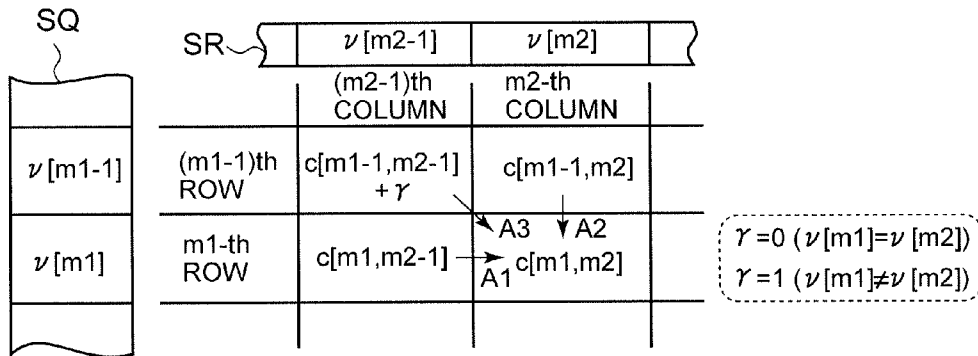 SQ
SR
ν[m2-1]
ν[m2]
(m2-1)th
COLUMN
m2-th
COLUMN
ν[m1-1]
(m1-1)th
ROW
c[m1-1,m2-1]
+γ
c[m1-1,m2]
ν[m1]
m1-th
ROW
c[m1,m2-1]
A1
A3
A2
c[m1,m2]
γ=0 (ν[m1]=ν[m2])
γ=1 (ν[m1]≠ν[m2])